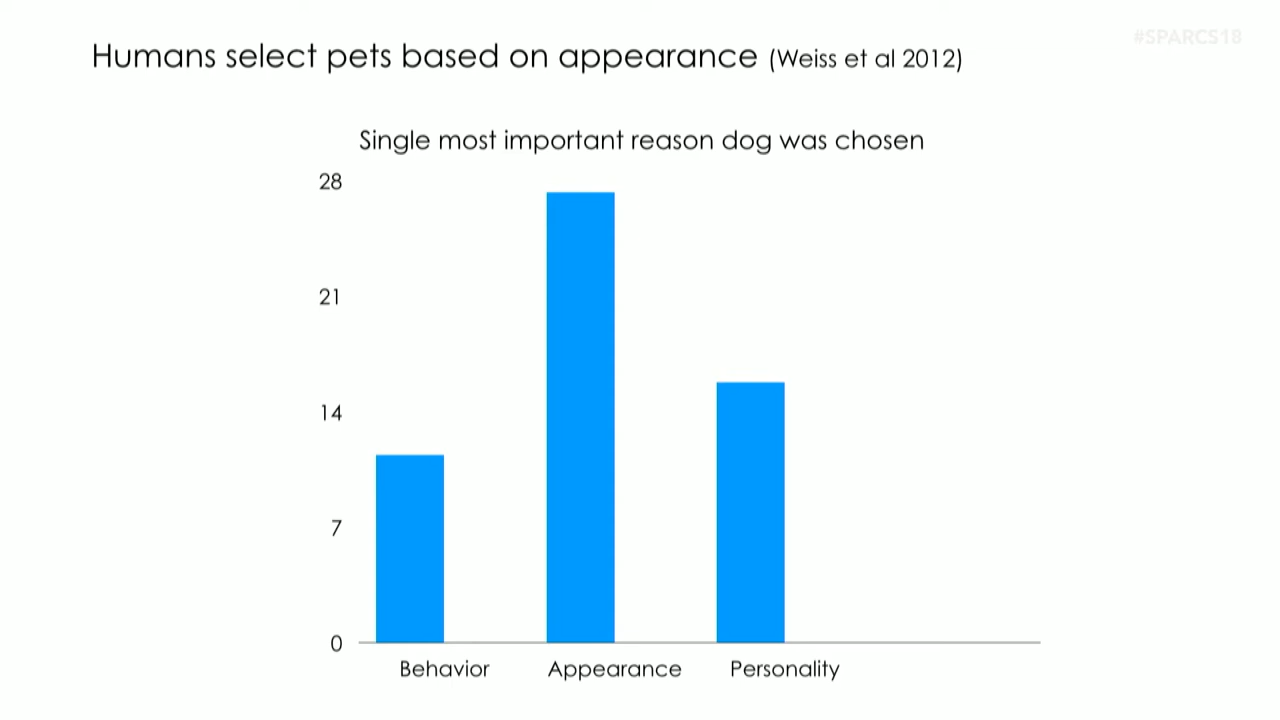 #SPARCS18
Humans select pets based on appearance (Weiss et al 2012)
Single most important reason dog was chosen
28
21
14
7
0
Behavior Appearance Personality